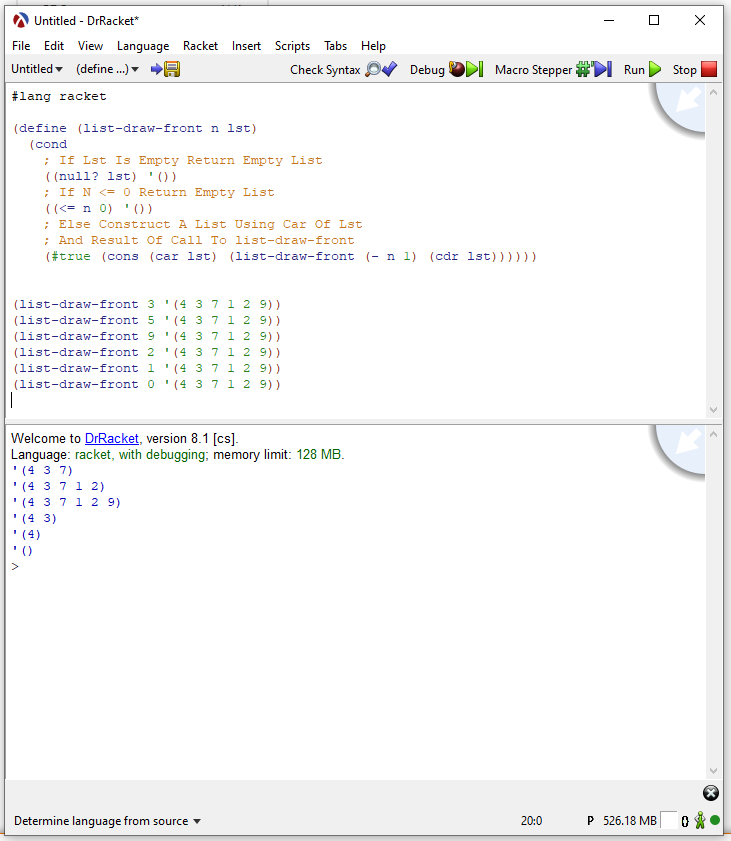 Untitled - DrRacket*
File Edit View Language Racket Insert Scripts Tabs Help
Untitled (define ...) Check Syntax Debug Macro Stepper Run Stop
#lang racket
(define (list-draw-front n lst)
(cond
; If Lst Is Empty Return Empty List
((null? lst) '())
; If N <= 0 Return Empty List
((<= n 0) '())
; Else Construct A List Using Car Of Lst
; And Result Of Call To list-draw-front
(#true (cons (car lst) (list-draw-front (- n 1) (cdr lst))))))
(list-draw-front 3 '(4 3 7 1 2 9))
(list-draw-front 5 '(4 3 7 1 2 9))
(list-draw-front 9 '(4 3 7 1 2 9))
(list-draw-front 2 '(4 3 7 1 2 9))
(list-draw-front 1 '(4 3 7 1 2 9))
(list-draw-front 0 '(4 3 7 1 2 9))
Welcome to DrRacket, version 8.1 [cs].
Language: racket, with debugging; memory limit: 128 MB.
'(4 3 7)
'(4 3 7 1 2)
'(4 3 7 1 2 9)
'(4 3)
'(4)
'()
>
Determine language from source 20:0 P 526.18 MB {}